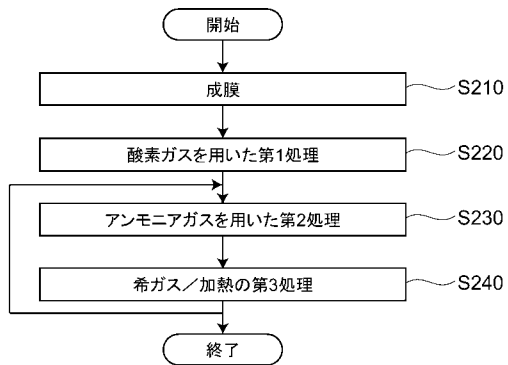 開始
成膜 S210
酸素ガスを用いた第1処理 S220
アンモニアガスを用いた第2処理 S230
希ガス／加熱の第3処理 S240
終了